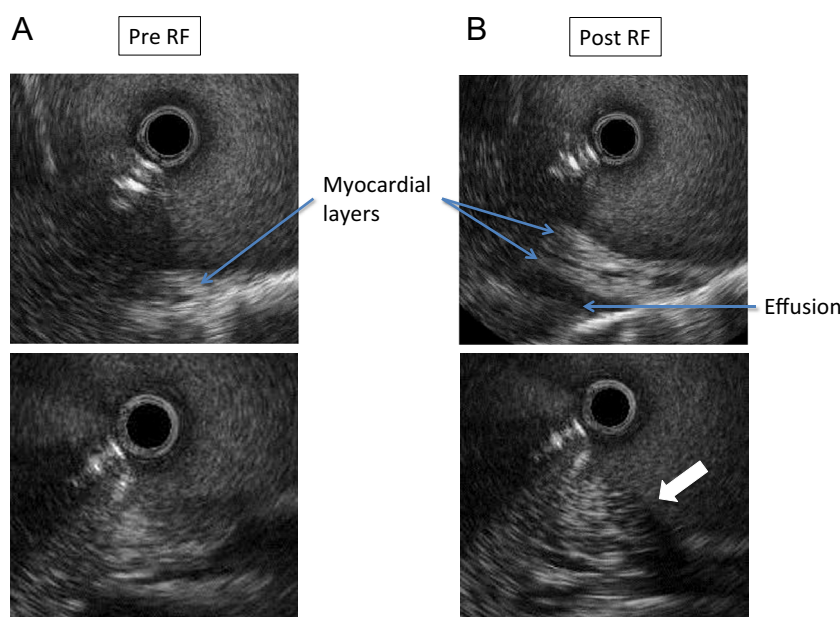 A
Pre RF
B
Post RF
Myocardial
layers
Effusion